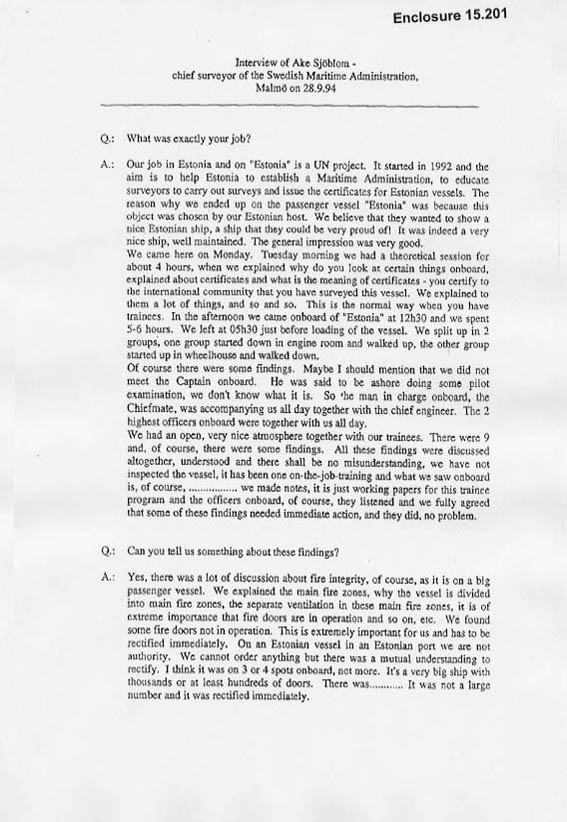 Enclosure 15.201
Interview of Ake Sjöblom -
chief surveyor of the Swedish Maritime Administration,
Malmö on 28.9.94
Q.: What was exactly your job?
A.: Our job in Estonia and on "Estonia" is a UN project. It started in 1992 and the
aim is to help Estonia to establish a Maritime Administration, to educate
surveyors to carry out surveys and issue the certificates for Estonian vessels. The
reason why we ended up on the passenger vessel "Estonia" was because this
object was chosen by our Estonian host. We believe that they wanted to show a
nice Estonian ship, a ship that they could be very proud of! It was indeed a very
nice ship, well maintained. The general impression was very good.
We came here on Monday. Tuesday morning we had a theoretical session for
about 4 hours, when we explained why do you look at certain things onboard,
explained about certificates and what is the meaning of certificates - you certify to
the international community that you have surveyed this vessel. We explained to
them a lot of things, and so and so. This is the normal way when you have
trainees. In the afternoon we came onboard of "Estonia" at 12h30 and we spent
5-6 hours. We left at 05h30 just before loading of the vessel. We split up in 2
groups, one group started down in engine room and walked up, the other group
started up in wheelhouse and walked down.
Of course there were some findings. Maybe I should mention that we did not
meet the Captain onboard. He was said to be ashore doing some pilot
examination, we don't know what it is. So 'he man in charge onboard, the
Chiefmate, was accompanying us all day together with the chief engineer. The 2
highest officers onboard were together with us all day.
We had an open, very nice atmosphere together with our trainees. There were 9
and, of course, there were some findings. All these findings were discussed
altogether, understood and there shall be no misunderstanding, we have not
inspected the vessel, it has been one on-the-job-training and what we saw onboard
is, of course, ................ we made notes, it is just working papers for this trainee
program and the officers onboard, of course, they listened and we fully agreed
that some of these findings needed immediate action, and they did, no problem.
Q.: Can you tell us something about these findings?
A.: Yes, there was a lot of discussion about fire integrity, of course, as it is on a big
passenger vessel. We explained the main fire zones, why the vessel is divided
into main fire zones, the separate ventilation in these main fire zones, it is of
extreme importance that fire doors are in operation and so on, etc. We found
some fire doors not in operation. This is extremely important for us and has to be
rectified immediately. On an Estonian vessel in an Estonian port we are not
authority. We cannot order anything but there was a mutual understanding to
rectify. I think it was on 3 or 4 spots onboard, not more. It's a very big ship with
thousands or at least hundreds of doors. There was............ It was not a large
number and it was rectified immediately.